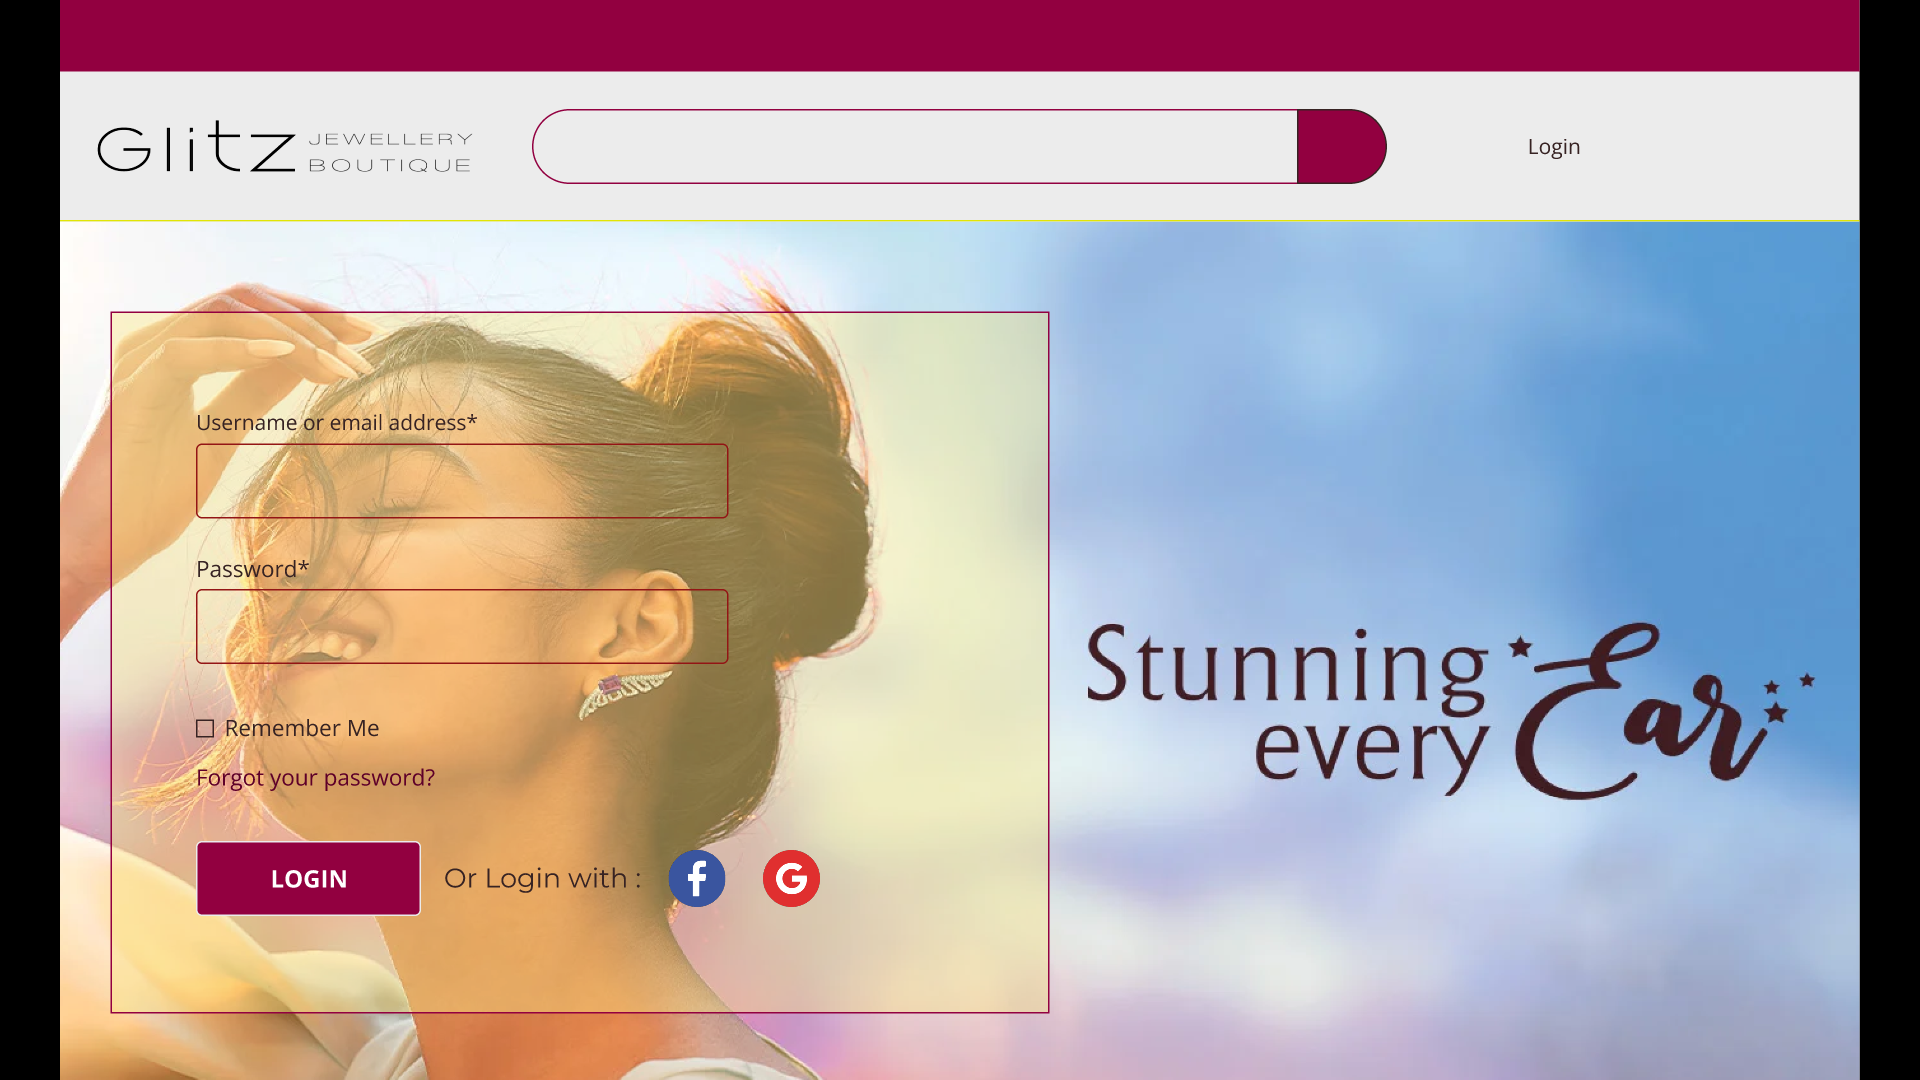 Glitz JEWELLERY
BOUTIQUE
Login
Username or email address*
Password*
Remember Me
Forgot your password?
LOGIN
Or Login with :
f
G
Stunning
every Ear